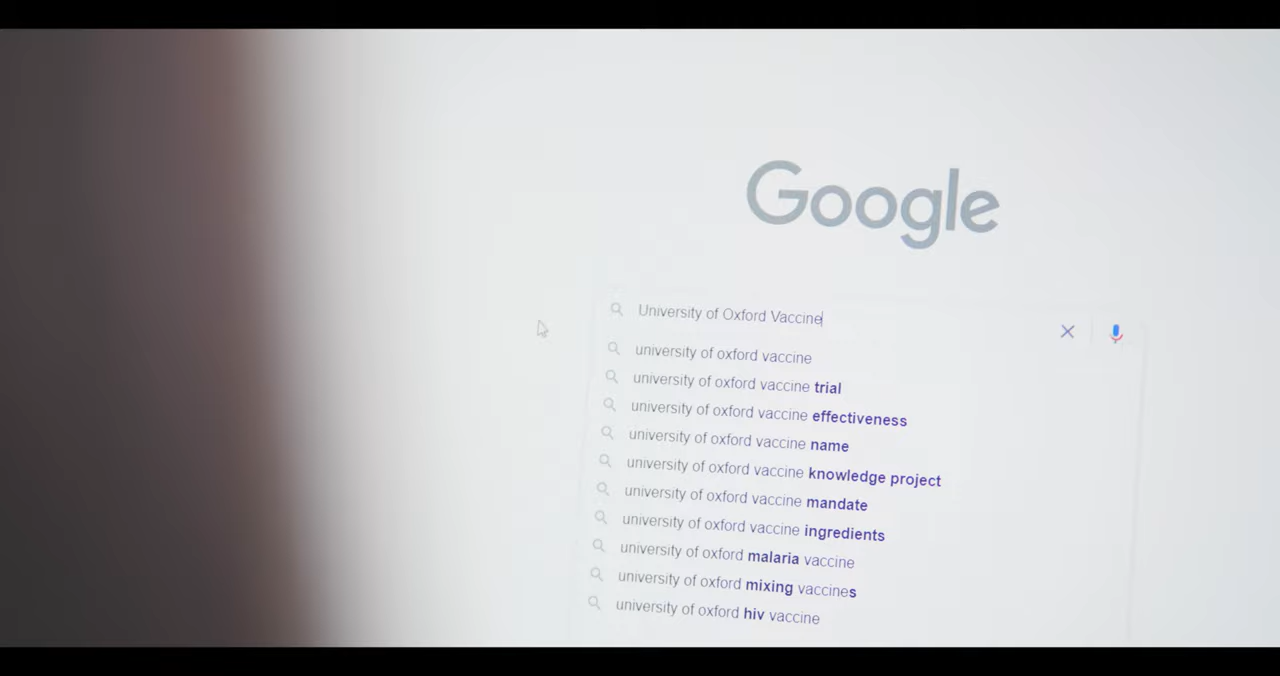 Google
University of Oxford Vaccine
university of oxford vaccine
university of oxford vaccine trial
university of oxford vaccine effectiveness
university of oxford vaccine name
university of oxford vaccine knowledge project
university of oxford vaccine mandate
university of oxford vaccine ingredients
university of oxford malaria vaccine
university of oxford mixing vaccines
university of oxford hiv vaccine